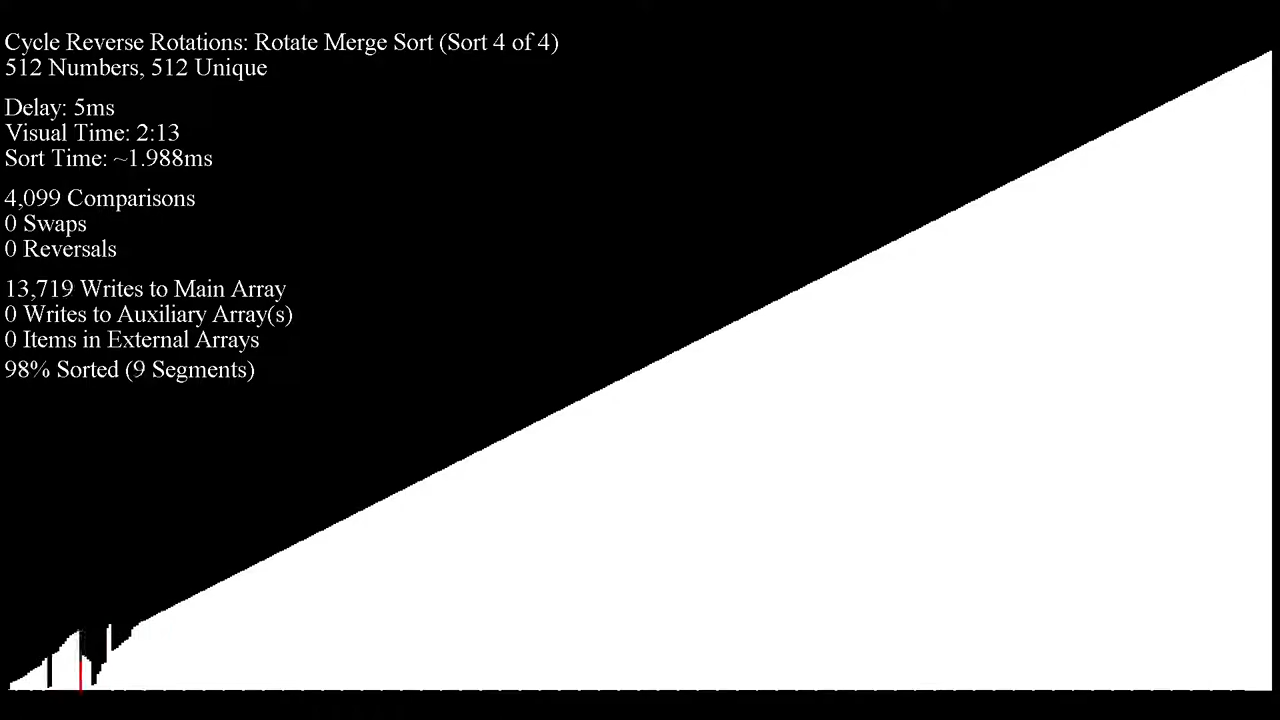 Cycle Reverse Rotations: Rotate Merge Sort (Sort 4 of 4)
512 Numbers, 512 Unique
Delay: 5ms
Visual Time: 2:13
Sort Time: ~1.988ms
4,099 Comparisons
0 Swaps
0 Reversals
13,719 Writes to Main Array
0 Writes to Auxiliary Array(s)
0 Items in External Arrays
98% Sorted (9 Segments)